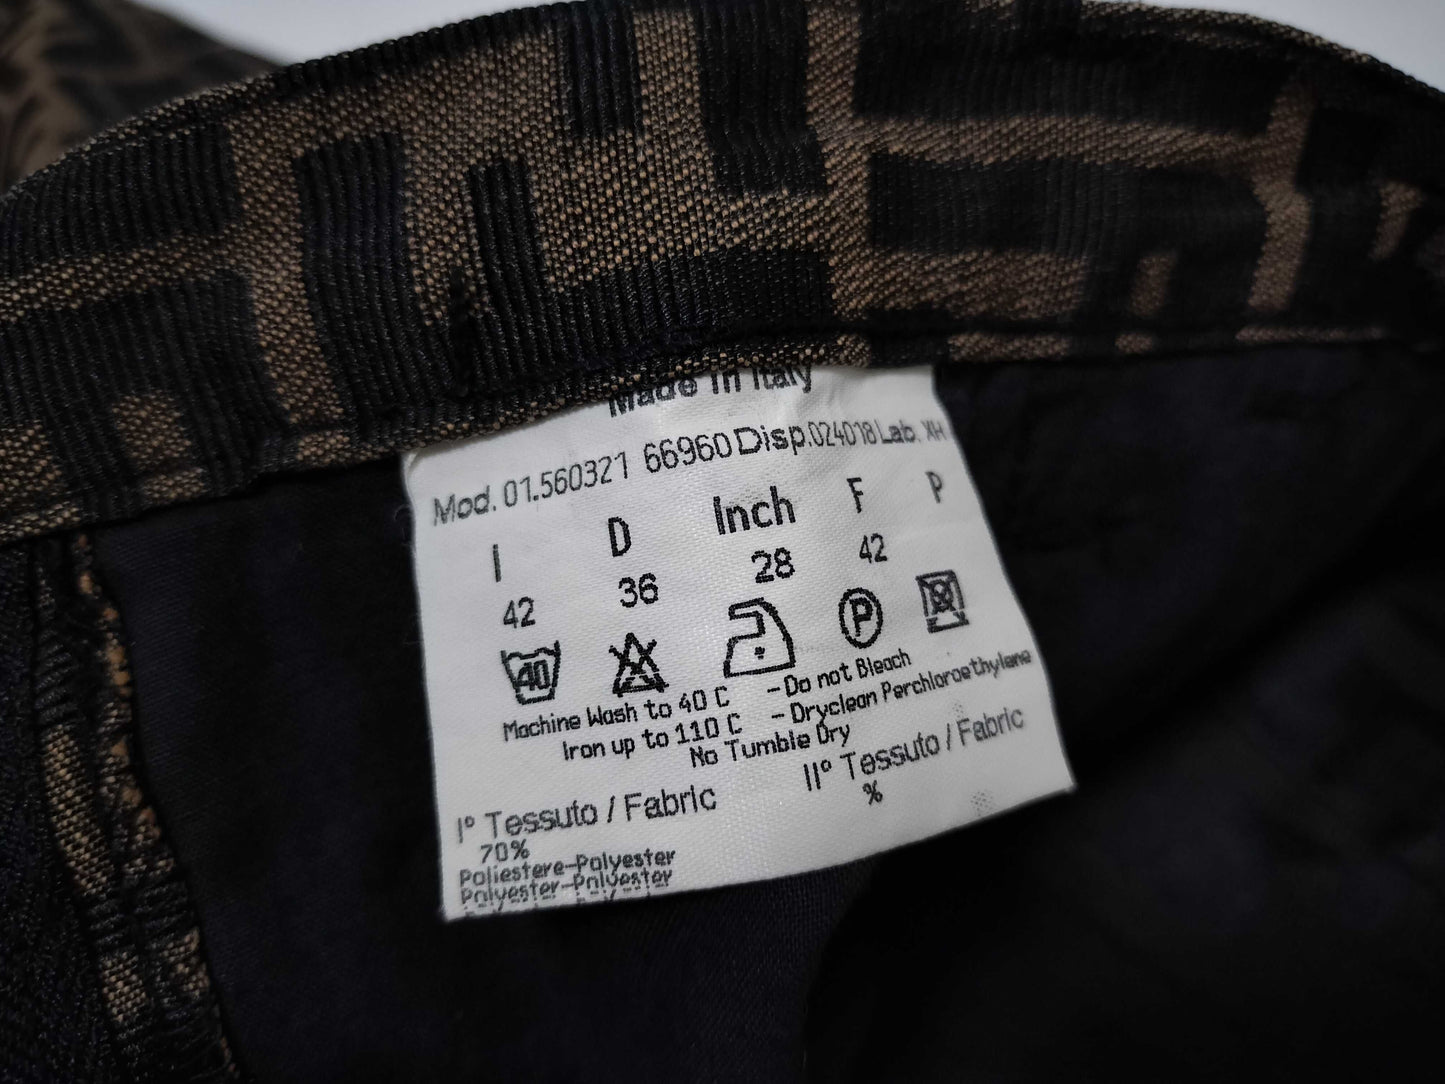 Made in Italy
Mod. 01.560321 66960 Disp.024018 Lab. XH
I D Inch F P
42 36 28 42
40 P
Machine Wash to 40 C - Do not Bleach
Iron up to 110 C - Dryclean Perchloroethylene
No Tumble Dry
I° Tessuto / Fabric II° Tessuto / Fabric
70% %
Poliestere-Polyester
Polyester-Polyester